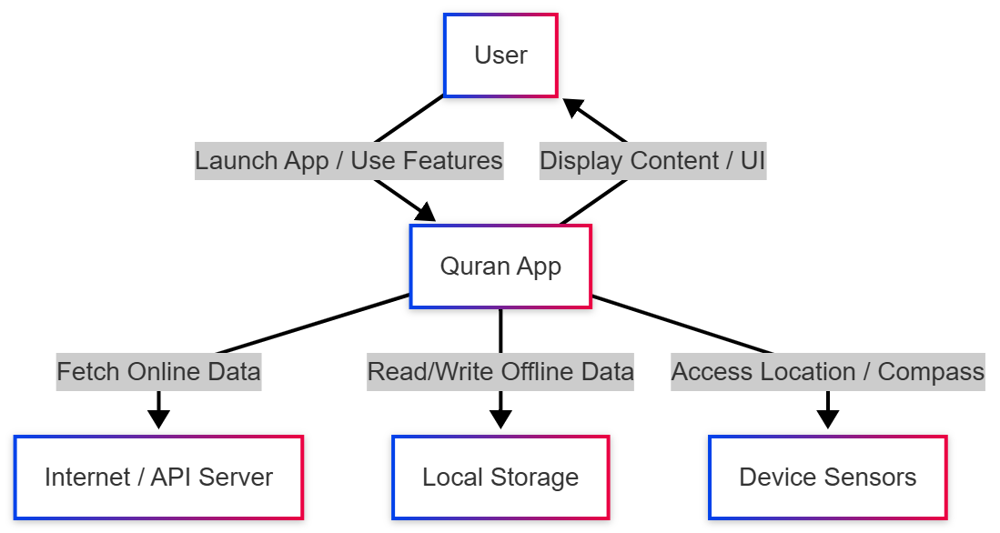 User
Launch App / Use Features
Display Content / UI
Quran App
Fetch Online Data
Read/Write Offline Data
Access Location / Compass
Internet / API Server
Local Storage
Device Sensors